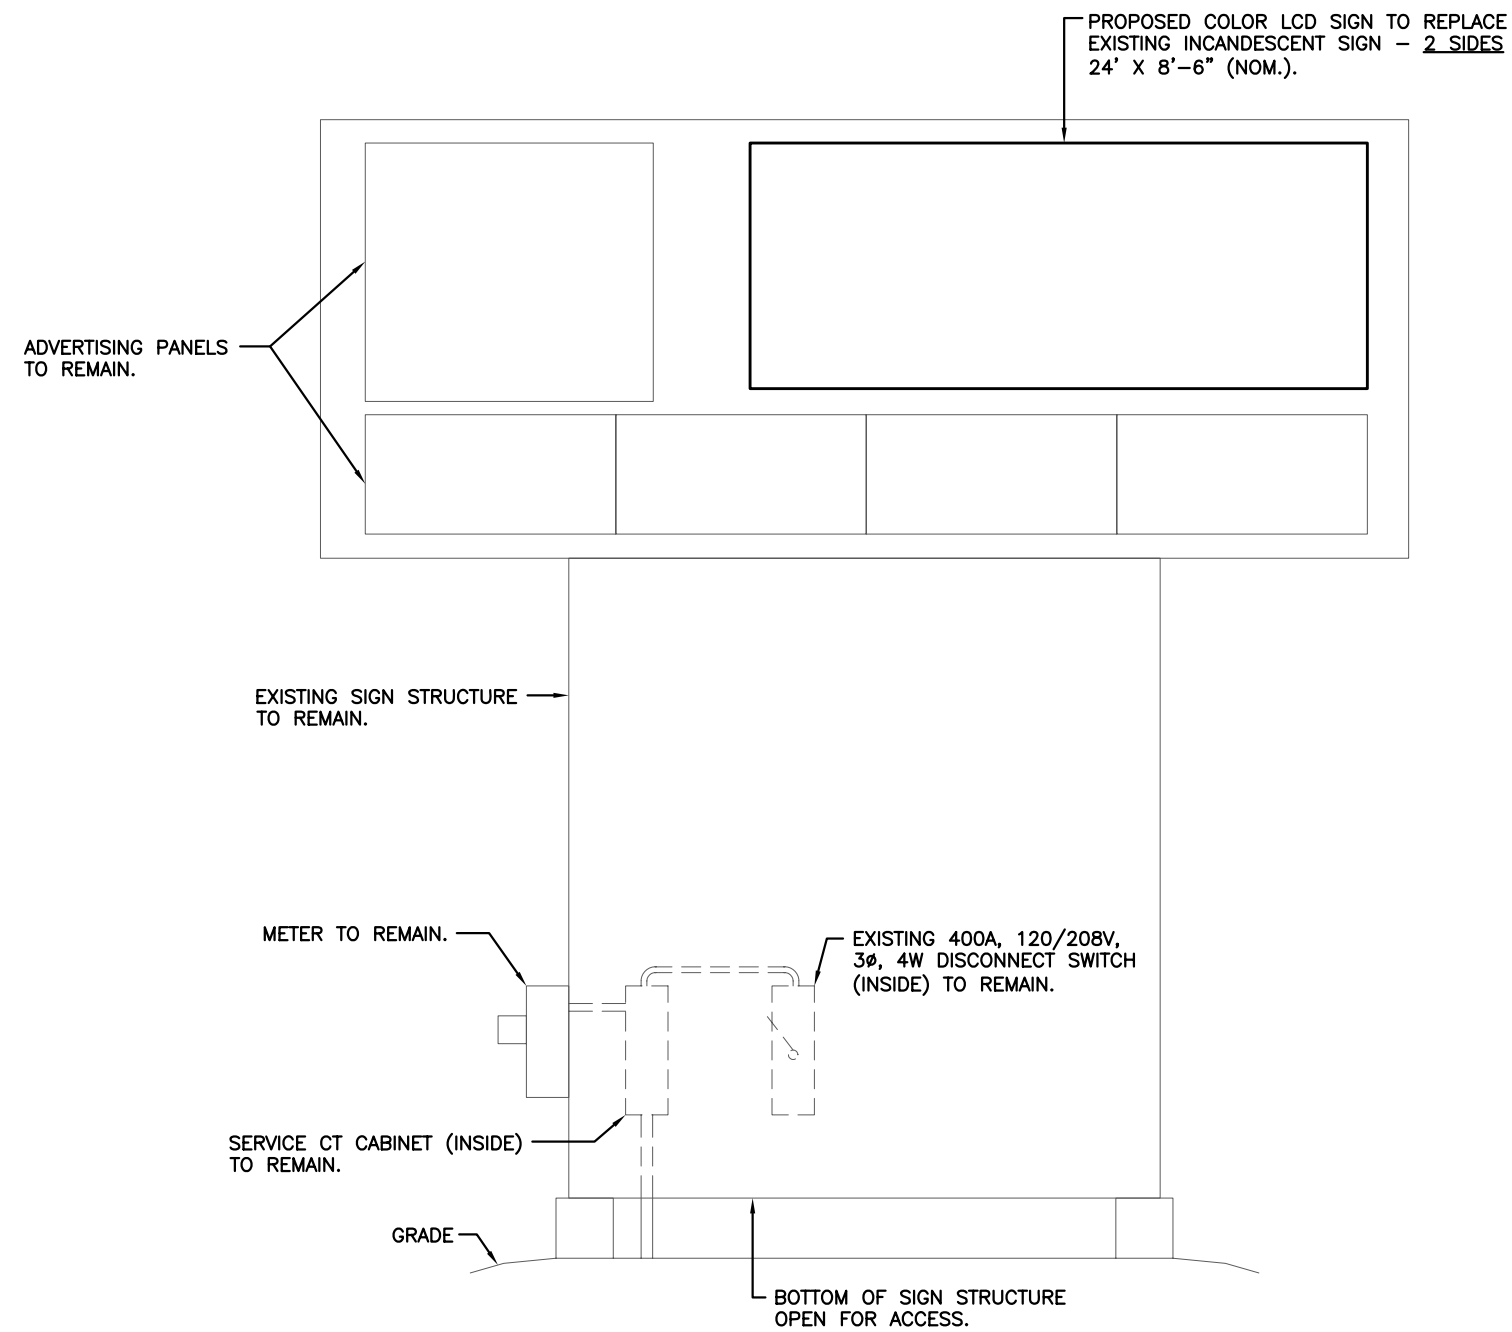 PROPOSED COLOR LCD SIGN TO REPLACE
EXISTING INCANDESCENT SIGN – 2 SIDES
24' X 8'–6" (NOM.).
ADVERTISING PANELS
TO REMAIN.
EXISTING SIGN STRUCTURE
TO REMAIN.
METER TO REMAIN.
EXISTING 400A, 120/208V,
3ø, 4W DISCONNECT SWITCH
(INSIDE) TO REMAIN.
SERVICE CT CABINET (INSIDE)
TO REMAIN.
GRADE
BOTTOM OF SIGN STRUCTURE
OPEN FOR ACCESS.